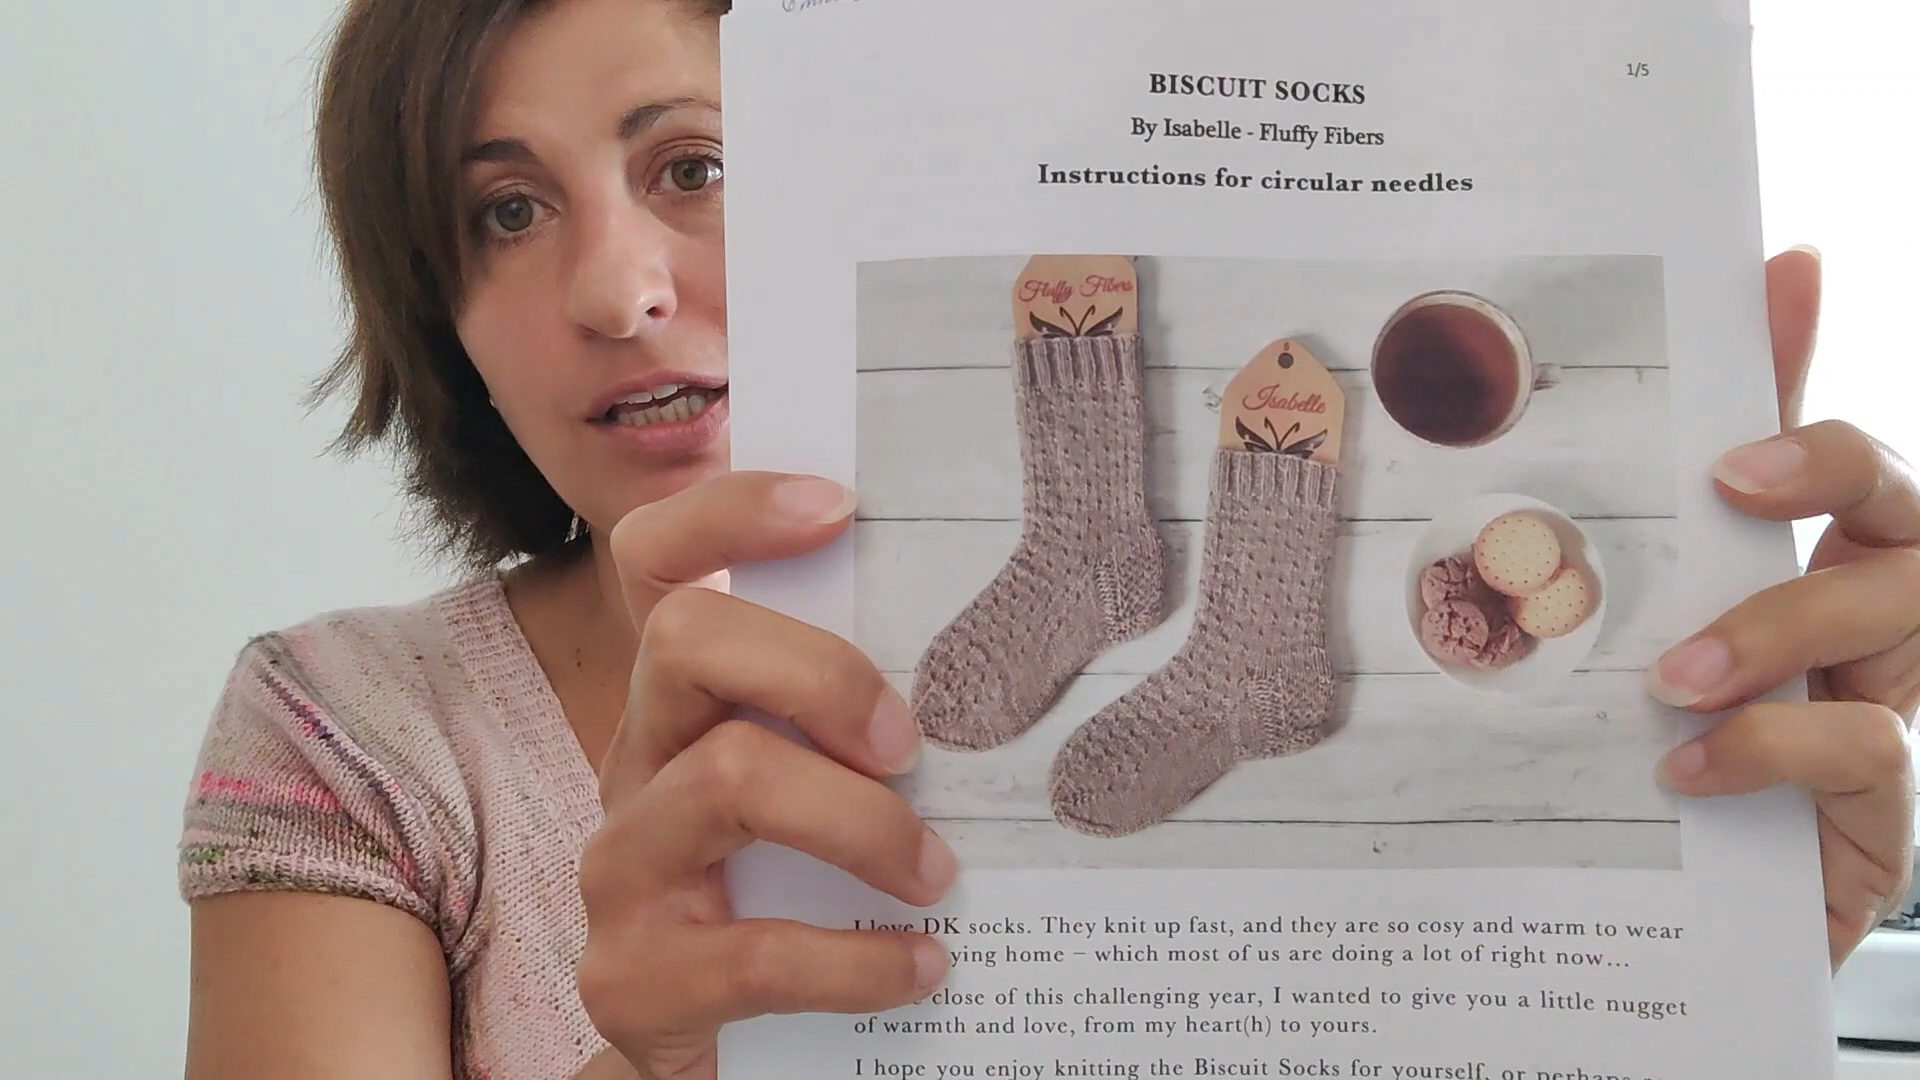 1/5
BISCUIT SOCKS
By Isabelle - Fluffy Fibers
Instructions for circular needles
Fluffy Fibers
5
Isabelle
I love DK socks. They knit up fast, and they are so cosy and warm to wear
ying home – which most of us are doing a lot of right now...
close of this challenging year, I wanted to give you a little nugget
of warmth and love, from my heart(h) to yours.
I hope you enjoy knitting the Biscuit Socks for yourself, or perhaps